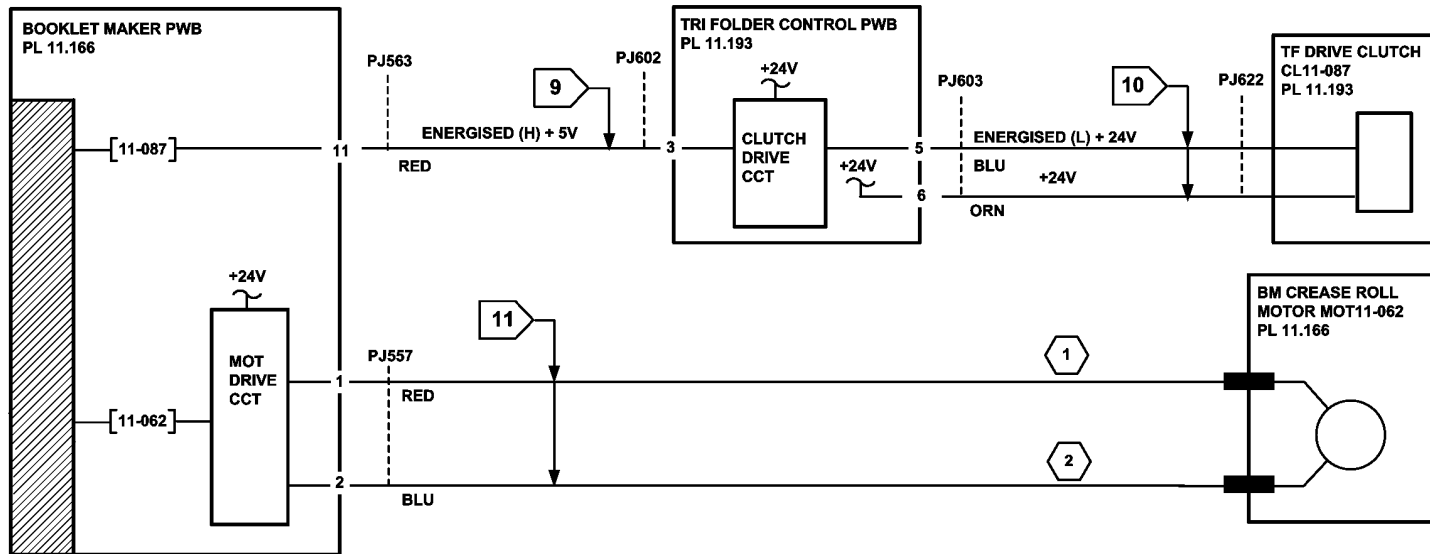 BOOKLET MAKER PWB
PL 11.166
PJ563
9
PJ602
TRI FOLDER CONTROL PWB
PL 11.193
+24V
PJ603
10
PJ622
TF DRIVE CLUTCH
CL11-087
PL 11.193
[11-087]
11
ENERGISED (H) + 5V
RED
3
CLUTCH
DRIVE
CCT
+24V
5
6
ENERGISED (L) + 24V
BLU
+24V
ORN
+24V
MOT
DRIVE
CCT
[11-062]
1
2
PJ557
RED
BLU
11
1
2
BM CREASE ROLL
MOTOR MOT11-062
PL 11.166